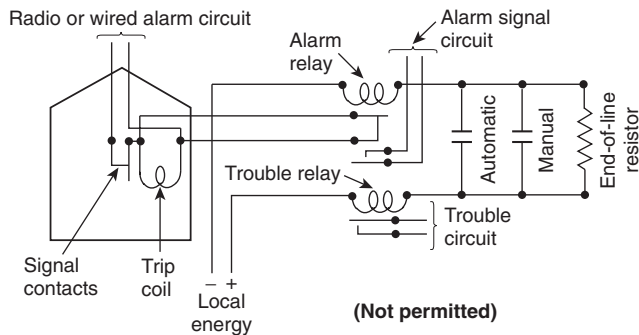 Radio or wired alarm circuit
Alarm signal
circuit
Alarm
relay
Automatic
Manual
End-of-line
resistor
Trouble relay
Trouble
circuit
Signal
contacts
Trip
coil
– +
Local
energy
(Not permitted)